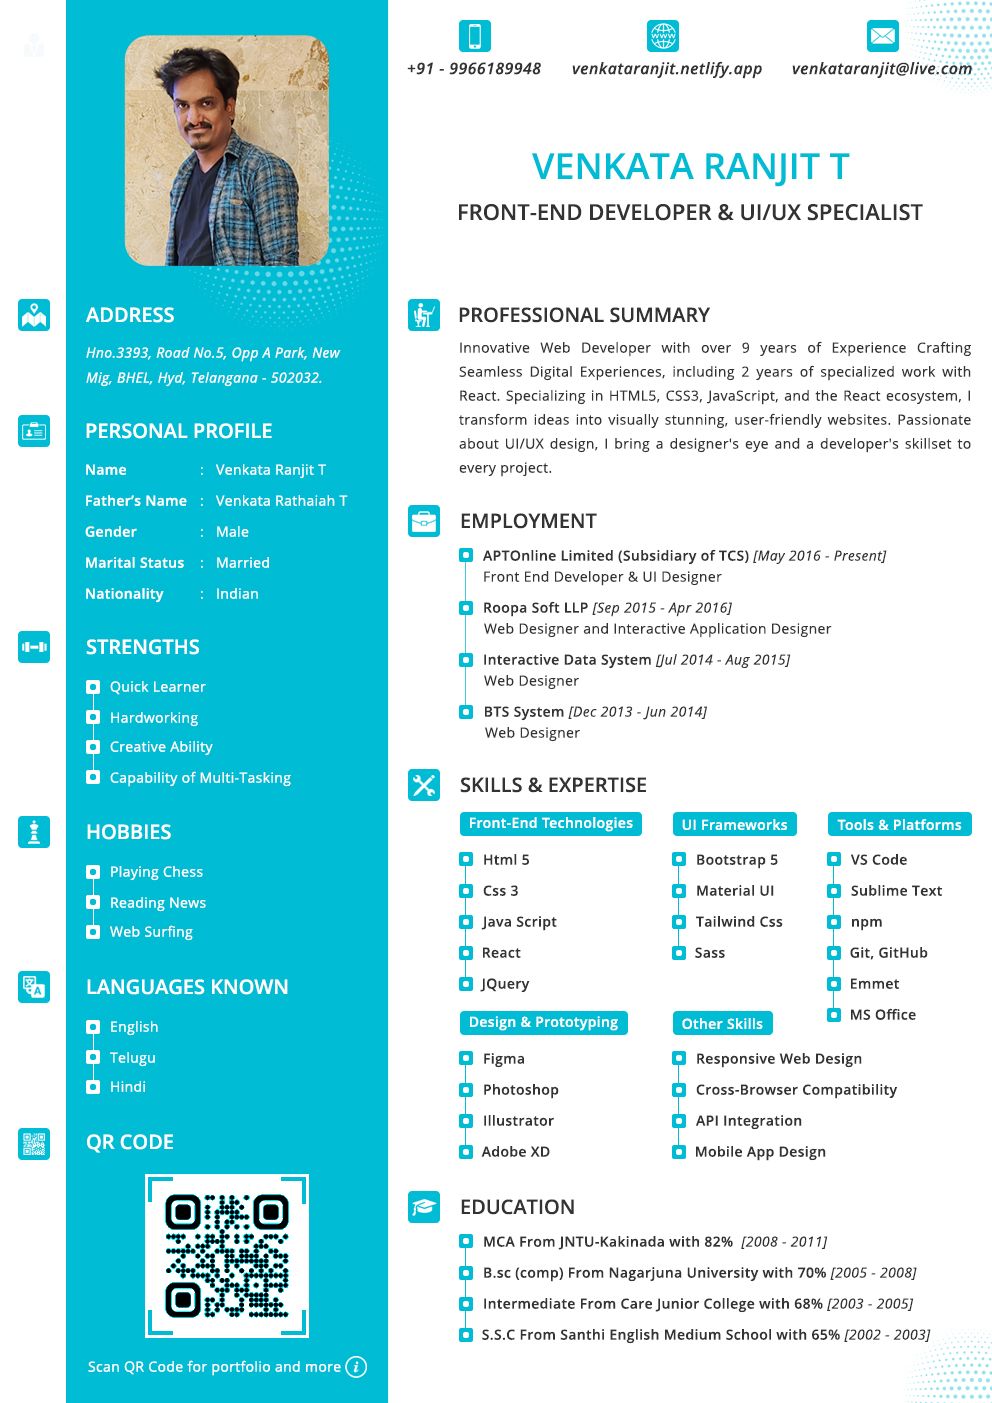 +91 - 9966189948
venkataranjit.netlify.app
venkataranjit@live.com
VENKATA RANJIT T
FRONT-END DEVELOPER & UI/UX SPECIALIST
ADDRESS
Hno.3393, Road No.5, Opp A Park, New
Mig, BHEL, Hyd, Telangana - 502032.
PERSONAL PROFILE
Name : Venkata Ranjit T
Father's Name : Venkata Rathaiah T
Gender : Male
Marital Status : Married
Nationality : Indian
STRENGTHS
Quick Learner
Hardworking
Creative Ability
Capability of Multi-Tasking
HOBBIES
Playing Chess
Reading News
Web Surfing
LANGUAGES KNOWN
English
Telugu
Hindi
QR CODE
Scan QR Code for portfolio and more i
PROFESSIONAL SUMMARY
Innovative Web Developer with over 9 years of Experience Crafting
Seamless Digital Experiences, including 2 years of specialized work with
React. Specializing in HTML5, CSS3, JavaScript, and the React ecosystem, I
transform ideas into visually stunning, user-friendly websites. Passionate
about UI/UX design, I bring a designer's eye and a developer's skillset to
every project.
EMPLOYMENT
APTOnline Limited (Subsidiary of TCS) [May 2016 - Present]
Front End Developer & UI Designer
Roopa Soft LLP [Sep 2015 - Apr 2016]
Web Designer and Interactive Application Designer
Interactive Data System [Jul 2014 - Aug 2015]
Web Designer
BTS System [Dec 2013 - Jun 2014]
Web Designer
SKILLS & EXPERTISE
Front-End Technologies
Html 5
Css 3
Java Script
React
JQuery
UI Frameworks
Bootstrap 5
Material UI
Tailwind Css
Sass
Tools & Platforms
VS Code
Sublime Text
npm
Git, GitHub
Emmet
MS Office
Design & Prototyping
Figma
Photoshop
Illustrator
Adobe XD
Other Skills
Responsive Web Design
Cross-Browser Compatibility
API Integration
Mobile App Design
EDUCATION
MCA From JNTU-Kakinada with 82% [2008 - 2011]
B.sc (comp) From Nagarjuna University with 70% [2005 - 2008]
Intermediate From Care Junior College with 68% [2003 - 2005]
S.S.C From Santhi English Medium School with 65% [2002 - 2003]